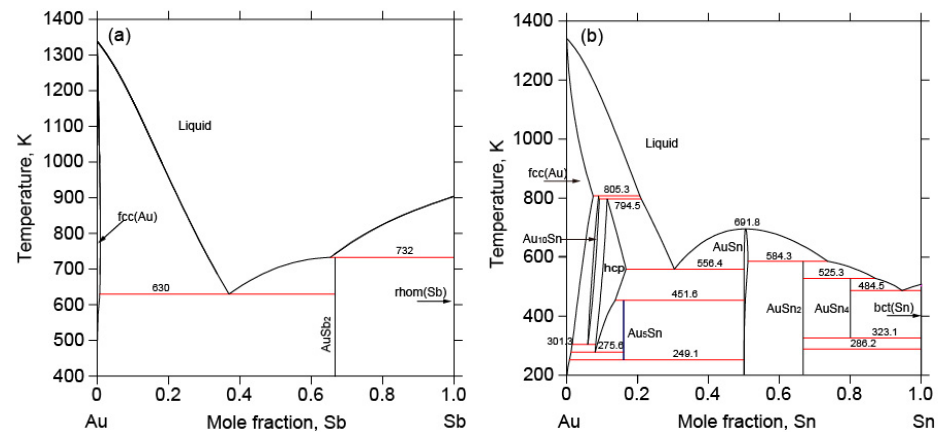 (a)
1400
1300
1200
1100
1000
900
800
700
600
500
400
Temperature, K
Liquid
fcc(Au)
732
630
rhom(Sb)
AuSb₂
0 0.2 0.4 0.6 0.8 1.0
Au Mole fraction, Sb Sb
(b)
1400
1200
1000
800
600
400
200
Temperature, K
Liquid
fcc(Au)
805.3
794.5
691.8
Au₁₀Sn
AuSn
584.3
hcp
556.4
525.3
484.5
451.6
AuSn₂
AuSn₄
bct(Sn)
Au₅Sn
323.1
301.3
275.6
286.2
249.1
0 0.2 0.4 0.6 0.8 1.0
Au Mole fraction, Sn Sn